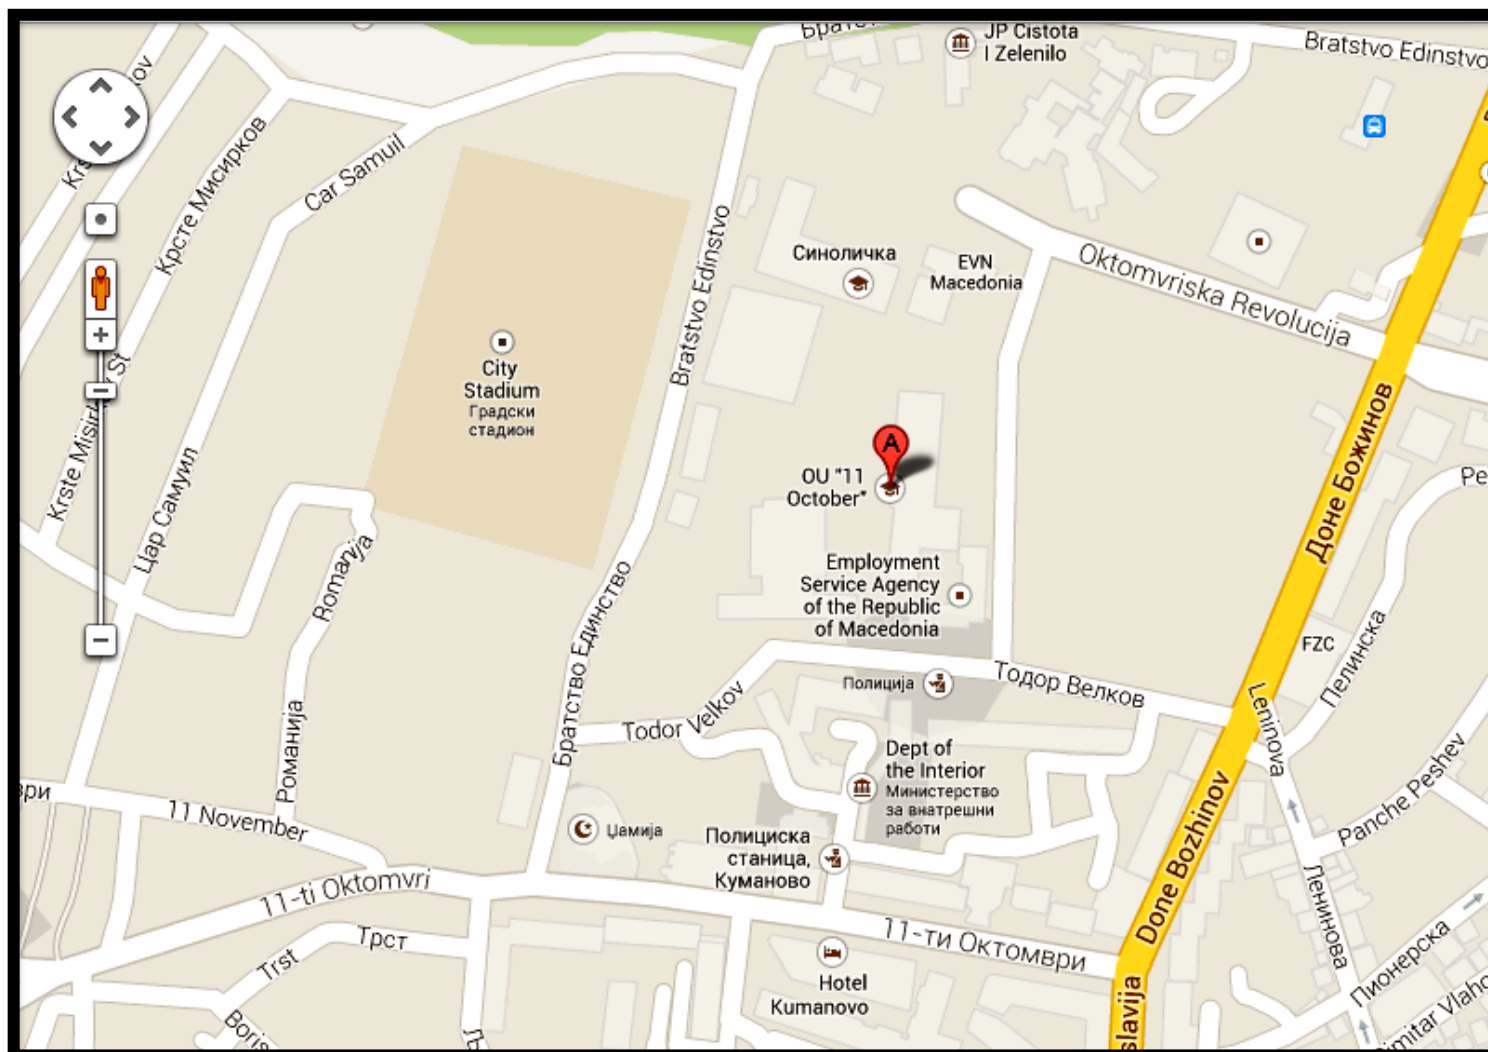 JP Cistota
I Zelenilo
Bratstvo Edinstvo
Крсте Мисирков
Car Samuil
Bratstvo Edinstvo
Синоличка
EVN
Macedonia
Oktomvriska Revolucija
City
Stadium
Градски
стадион
A
OU "11
October"
Krste Misirkov St
Цар Самуил
Romanija
Доне Божинов
Employment
Service Agency
of the Republic
of Macedonia
FZC
Пелинска
Братство Единство
Полиција
Тодор Велков
Todor Velkov
Leninova
Романија
Dept of
the Interior
Министерство
за внатрешни
работи
Panche Peshev
11 November
Џамија
Полициска
станица,
Куманово
Done Bozhinov
Ленинова
11-ti Oktomvri
11-ти Октомври
Трст
Trst
Hotel
Kumanovo
Пионерска